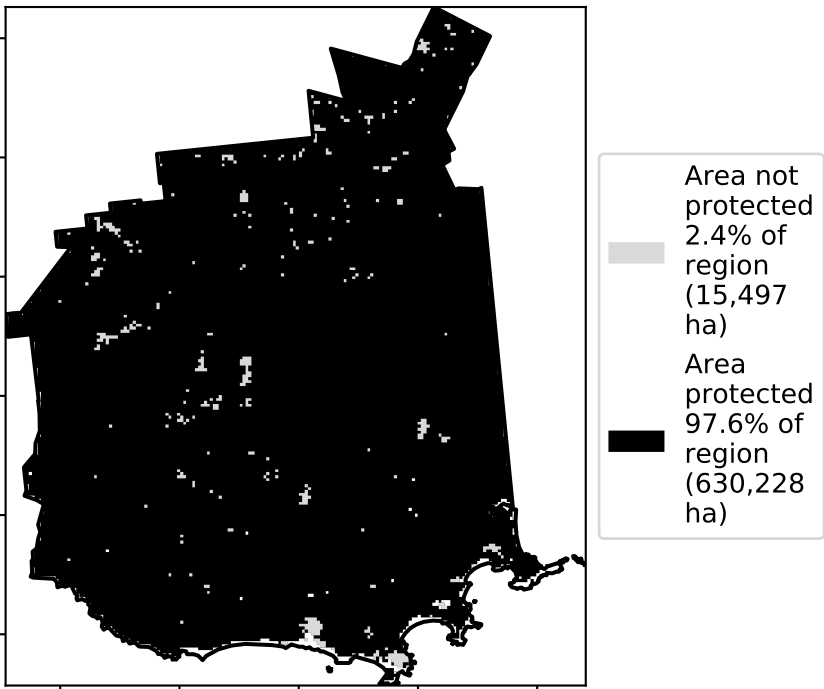 Area not
protected
2.4% of
region
(15,497
ha)
Area
protected
97.6% of
region
(630,228
ha)